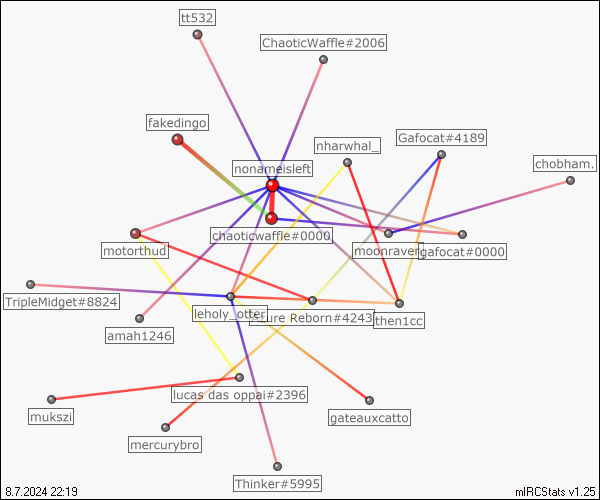 tt532
ChaoticWaffle#2006
fakedingo
nharwhal_
Gafocat#4189
nonameisleft
chobham.
chaoticwaffle#0000
motorthud
moonraven
gafocat#0000
TripleMidget#8824
leholy_otter
Azure Reborn#4243
then1cc
amah1246
lucas das oppai#2396
mukszi
gateauxcatto
mercurybro
Thinker#5995
8.7.2024 22:19
mIRCStats v1.25